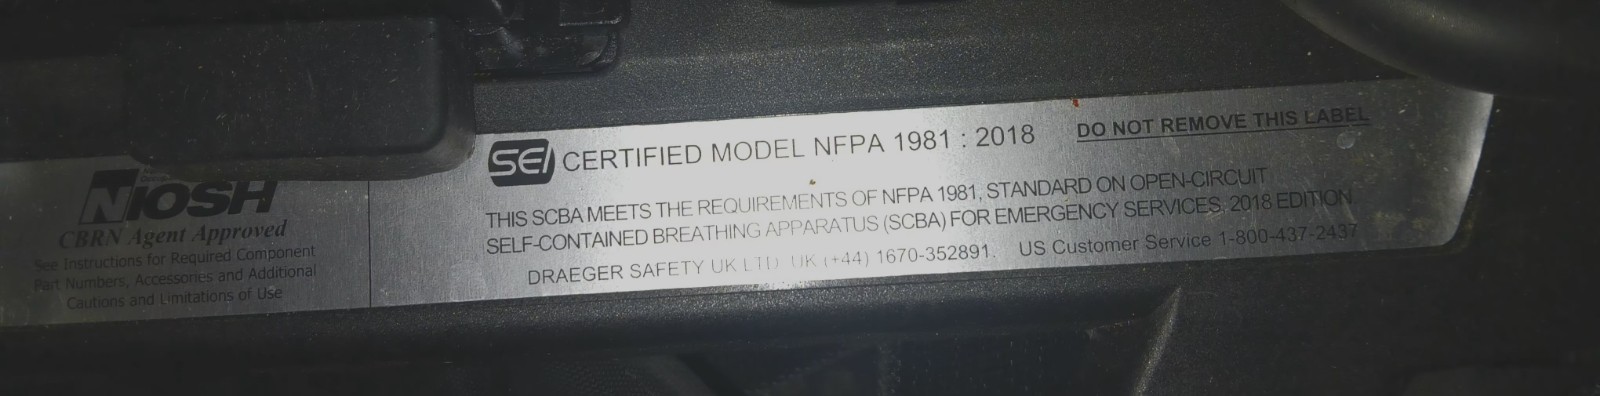 NIOSH
CBRN Agent Approved
See Instructions for Required Component
Part Numbers, Accessories and Additional
Cautions and Limitations of Use
SEI CERTIFIED MODEL NFPA 1981 : 2018 DO NOT REMOVE THIS LABEL
THIS SCBA MEETS THE REQUIREMENTS OF NFPA 1981, STANDARD ON OPEN-CIRCUIT
SELF-CONTAINED BREATHING APPARATUS (SCBA) FOR EMERGENCY SERVICES, 2018 EDITION.
DRAEGER SAFETY UK LTD UK (+44) 1670-352891. US Customer Service 1-800-437-2437